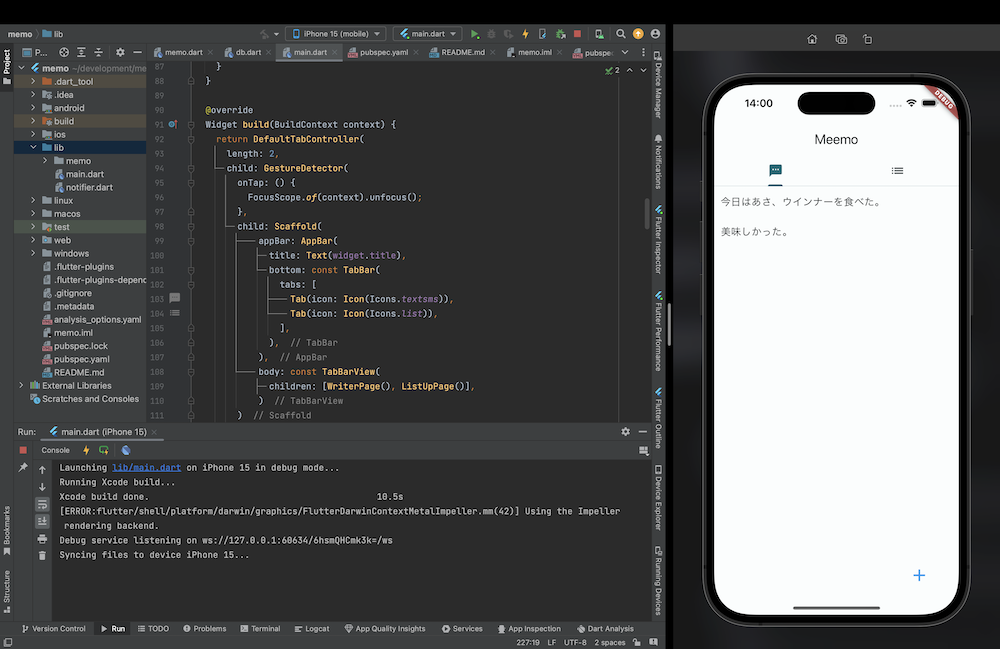 memo lib
iPhone 15 (mobile) main.dart
P... memo.dart db.dart main.dart pubspec.yaml README.md memo.iml pubspec
Project
memo ~/development/me
.dart_tool
.idea
android
build
ios
lib
memo
main.dart
notifier.dart
linux
macos
test
web
windows
.flutter-plugins
.flutter-plugins-depend
.gitignore
.metadata
analysis_options.yaml
memo.iml
pubspec.lock
pubspec.yaml
README.md
External Libraries
Scratches and Consoles
2
87 }
88 }
89
90 @override
91 Widget build(BuildContext context) {
92 return DefaultTabController(
93 length: 2,
94 child: GestureDetector(
95 onTap: () {
96 FocusScope.of(context).unfocus();
97 },
98 child: Scaffold(
99 appBar: AppBar(
100 title: Text(widget.title),
101 bottom: const TabBar(
102 tabs: [
103 Tab(icon: Icon(Icons.textsms)),
104 Tab(icon: Icon(Icons.list)),
105 ],
106 ), // TabBar
107 ), // AppBar
108 body: const TabBarView(
109 children: [WriterPage(), ListUpPage()],
110 ) // TabBarView
111 ) // Scaffold
Device Manager
Notifications
Flutter Inspector
Flutter Performance
Flutter Outline
Device Explorer
Running Devices
Run: main.dart (iPhone 15)
Console
Launching lib/main.dart on iPhone 15 in debug mode...
Running Xcode build...
Xcode build done. 10.5s
[ERROR:flutter/shell/platform/darwin/graphics/FlutterDarwinContextMetalImpeller.mm(42)] Using the Impeller
rendering backend.
Debug service listening on ws://127.0.0.1:60634/6hsmQHCmk3k=/ws
Syncing files to device iPhone 15...
Bookmarks
Structure
Version Control Run TODO Problems Terminal Logcat App Quality Insights Services App Inspection Dart Analysis
227:19 LF UTF-8 2 spaces
14:00
DEBUG
Meemo
今日はあさ、ウインナーを食べた。
美味しかった。